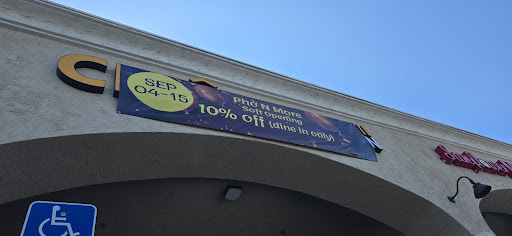 SEP
04-15
Phở N More
Soft Opening
10% off (dine in only)